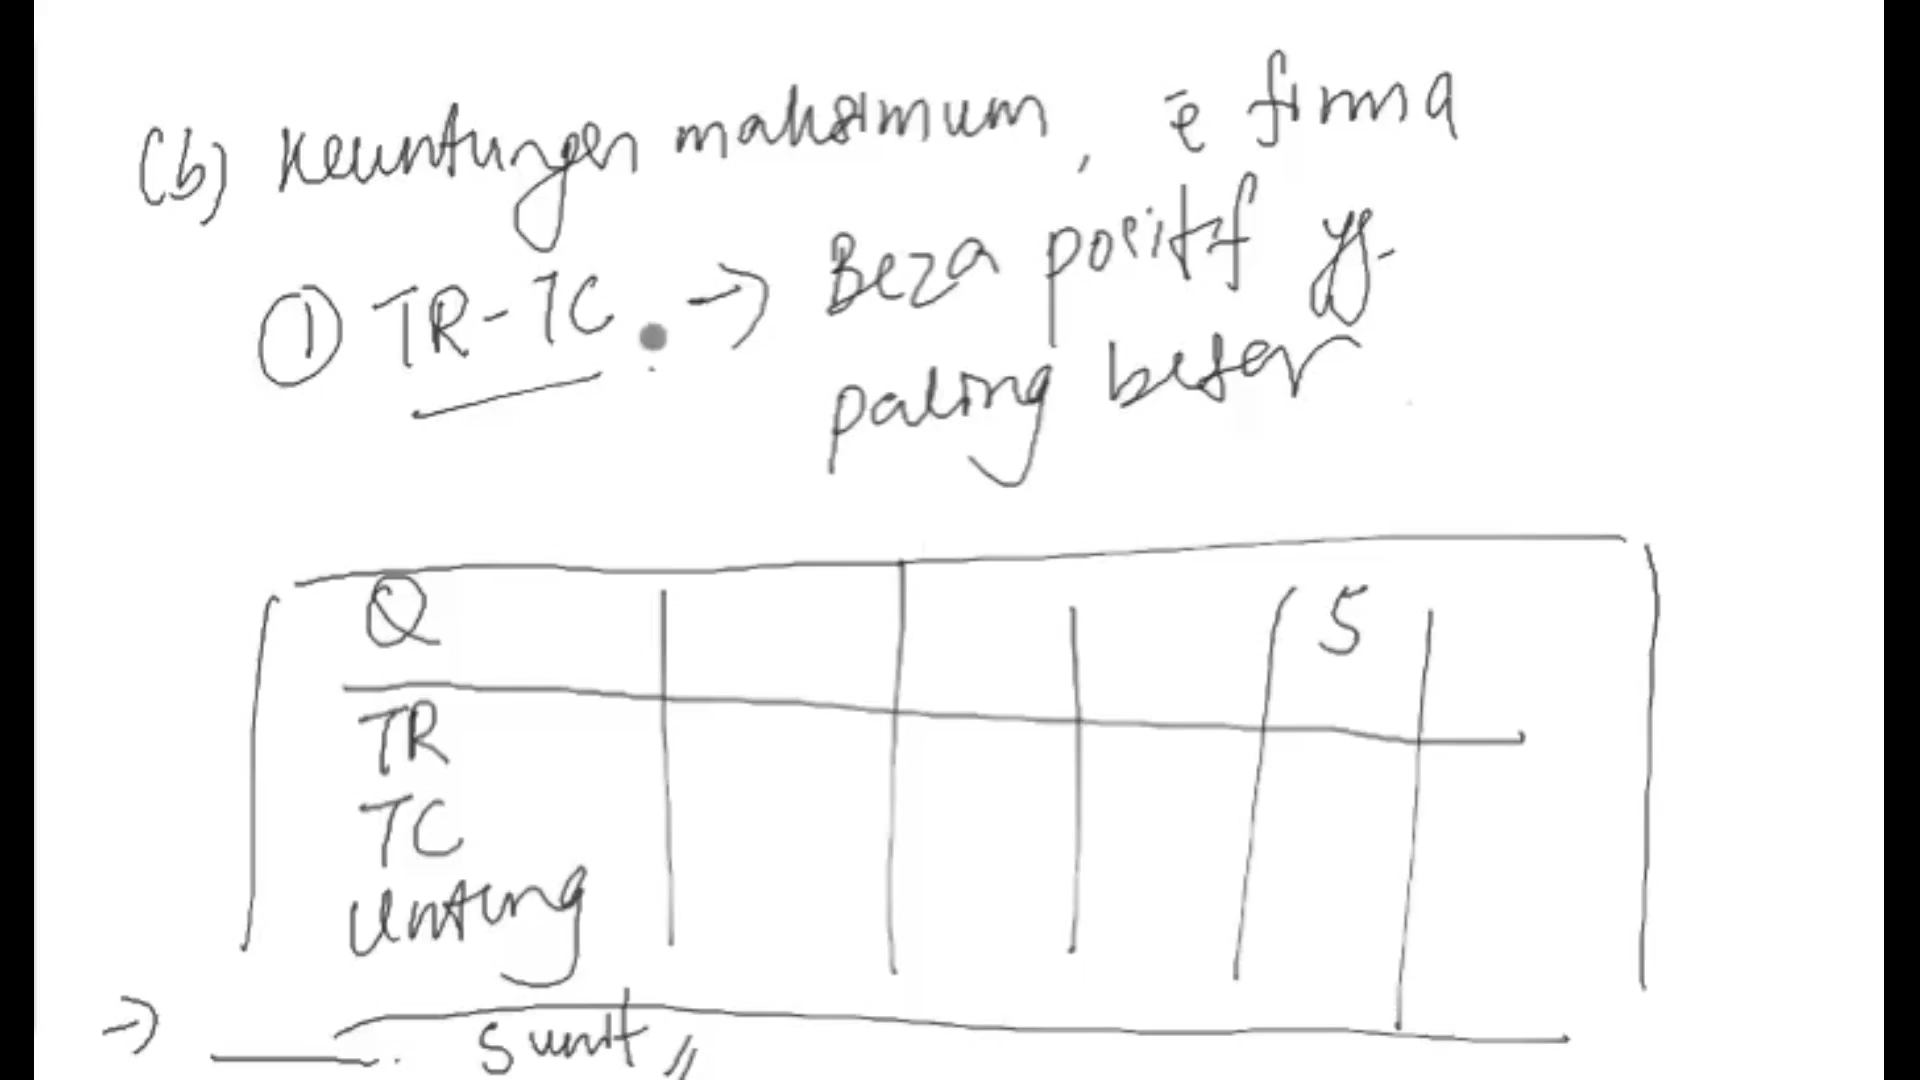 (b) Keuntungan maksimum, ē firma
① TR-TC. → Beza positif yg.
paling besar
Q 5
TR
TC
Untung
→ 5 unit //